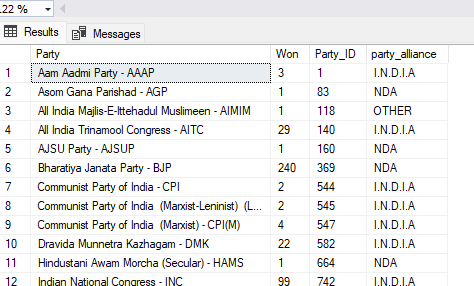 122 %
Results Messages
Party Won Party_ID party_alliance
1 Aam Aadmi Party - AAAP 3 1 I.N.D.I.A
2 Asom Gana Parishad - AGP 1 83 NDA
3 All India Majlis-E-Ittehadul Muslimeen - AIMIM 1 118 OTHER
4 All India Trinamool Congress - AITC 29 140 I.N.D.I.A
5 AJSU Party - AJSUP 1 160 NDA
6 Bharatiya Janata Party - BJP 240 369 NDA
7 Communist Party of India - CPI 2 544 I.N.D.I.A
8 Communist Party of India (Marxist-Leninist) (L... 2 545 I.N.D.I.A
9 Communist Party of India (Marxist) - CPI(M) 4 547 I.N.D.I.A
10 Dravida Munnetra Kazhagam - DMK 22 582 I.N.D.I.A
11 Hindustani Awam Morcha (Secular) - HAMS 1 664 NDA
12 Indian National Congress - INC 99 742 I.N.D.I.A